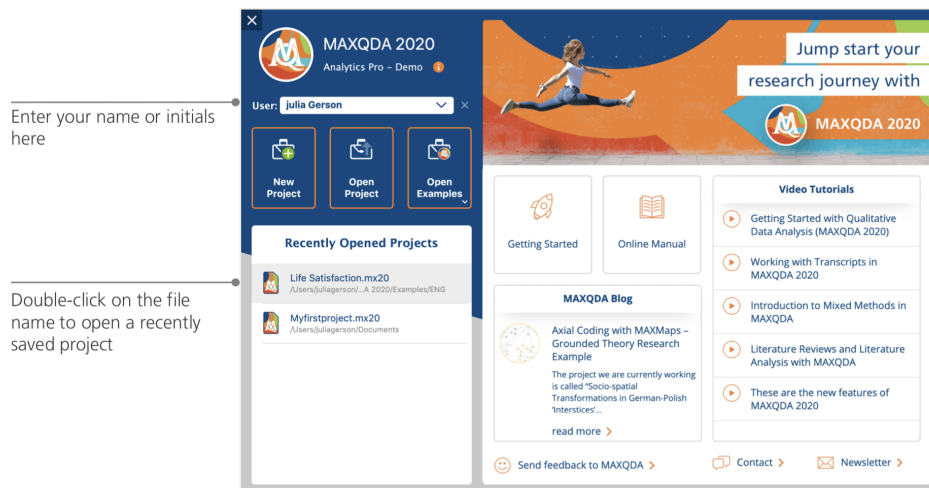 Enter your name or initials
here
Double-click on the file
name to open a recently
saved project
MAXQDA 2020
Analytics Pro – Demo
User: julia Gerson
New
Project
Open
Project
Open
Examples
Recently Opened Projects
Life Satisfaction.mx20
/Users/juliagerson/...A 2020/Examples/ENG
Myfirstproject.mx20
/Users/juliagerson/Documents
Jump start your
research journey with
MAXQDA 2020
Getting Started
Online Manual
MAXQDA Blog
Axial Coding with MAXMaps –
Grounded Theory Research
Example
The project we are currently working
is called "Socio-spatial
Transformations in German-Polish
'Interstices'...
read more
Video Tutorials
Getting Started with Qualitative
Data Analysis (MAXQDA 2020)
Working with Transcripts in
MAXQDA 2020
Introduction to Mixed Methods in
MAXQDA
Literature Reviews and Literature
Analysis with MAXQDA
These are the new features of
MAXQDA 2020
Send feedback to MAXQDA
Contact
Newsletter